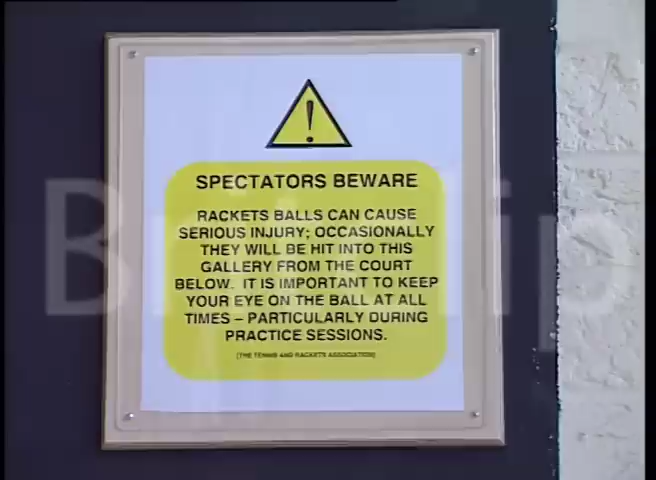 SPECTATORS BEWARE
RACKETS BALLS CAN CAUSE
SERIOUS INJURY; OCCASIONALLY
THEY WILL BE HIT INTO THIS
GALLERY FROM THE COURT
BELOW. IT IS IMPORTANT TO KEEP
YOUR EYE ON THE BALL AT ALL
TIMES – PARTICULARLY DURING
PRACTICE SESSIONS.
(THE TENNIS AND RACKETS ASSOCIATION)